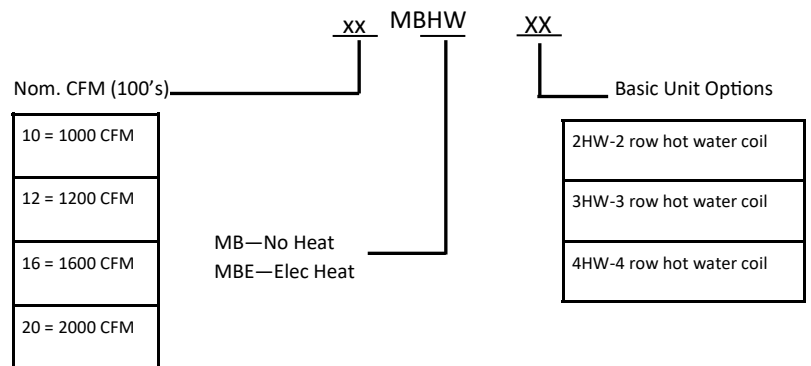 xx MBHW XX
Nom. CFM (100’s)
Basic Unit Options
10 = 1000 CFM
12 = 1200 CFM
16 = 1600 CFM
20 = 2000 CFM
MB—No Heat
MBE—Elec Heat
2HW-2 row hot water coil
3HW-3 row hot water coil
4HW-4 row hot water coil